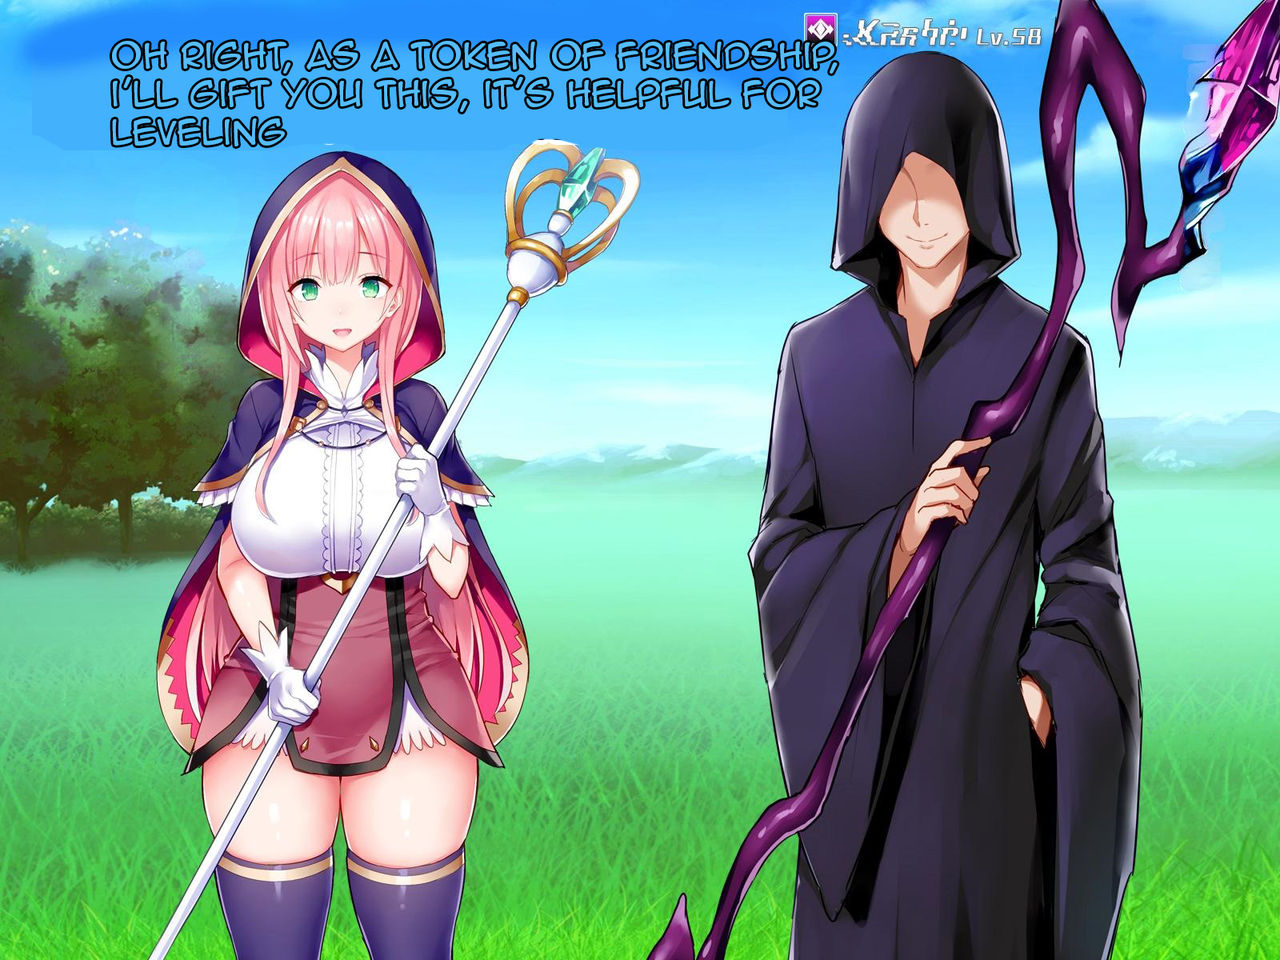 OH RIGHT, AS A TOKEN OF FRIENDSHIP,
I'LL GIFT YOU THIS, IT'S HELPFUL FOR
LEVELING
Lv.58